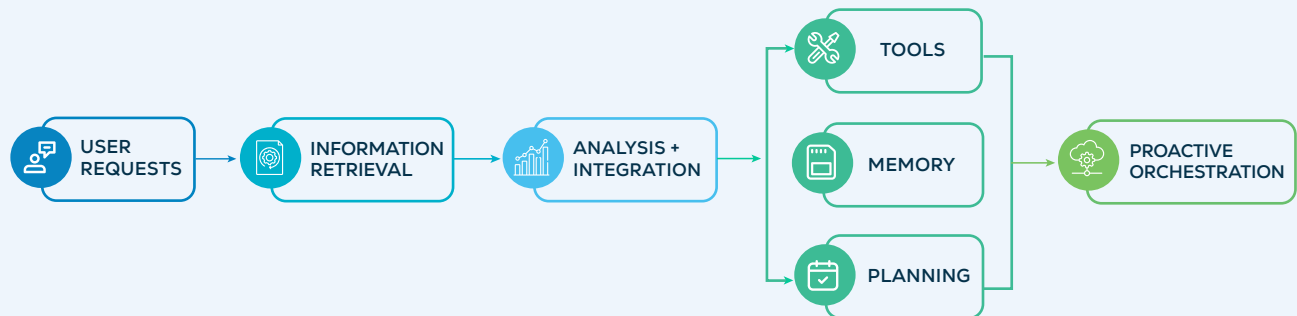 USER
REQUESTS
INFORMATION
RETRIEVAL
ANALYSIS +
INTEGRATION
TOOLS
MEMORY
PLANNING
PROACTIVE
ORCHESTRATION